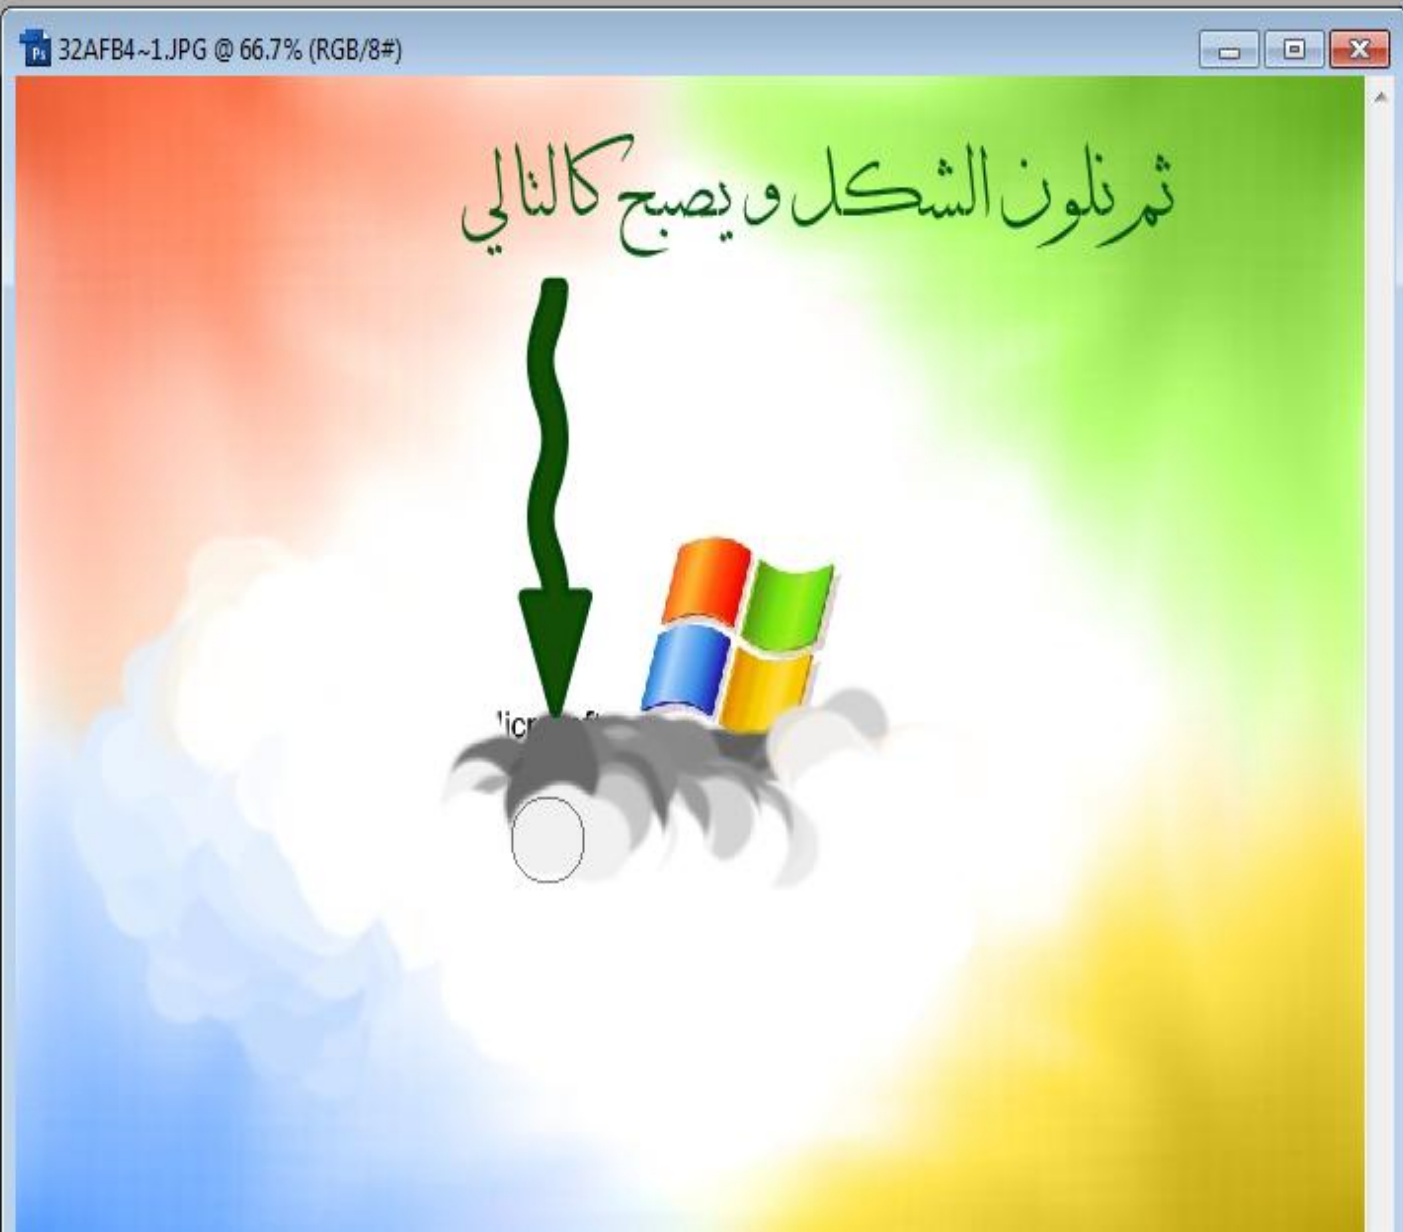 32AFB4~1.JPG @ 66.7% (RGB/8#)
ثم نلون الشكل و يصبح كالتالي